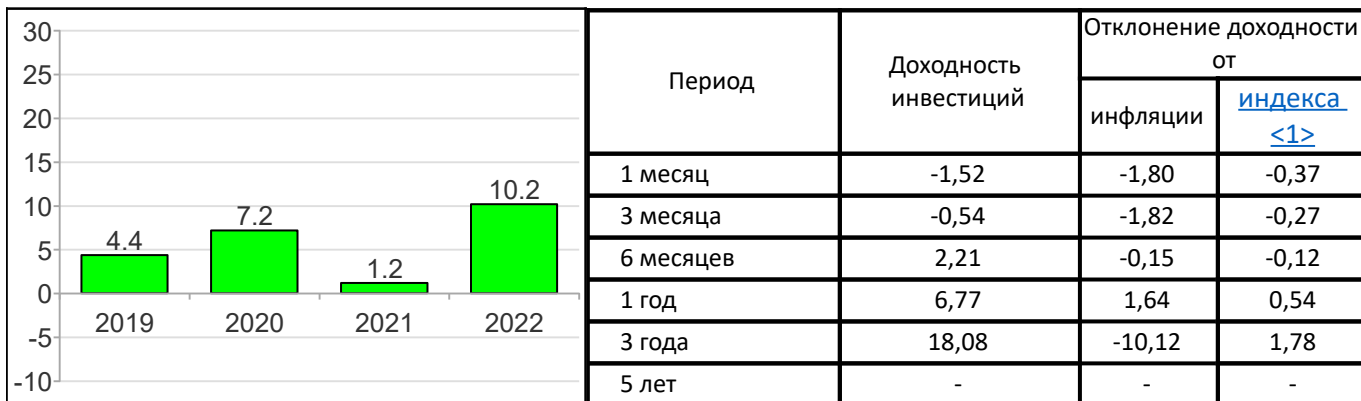 30
25
20
15
10
5
0
-5
-10
4.4
7.2
1.2
10.2
2019 2020 2021 2022
Период
Доходность
инвестиций
Отклонение доходности
от
инфляции
индекса
<1>
1 месяц -1,52 -1,80 -0,37
3 месяца -0,54 -1,82 -0,27
6 месяцев 2,21 -0,15 -0,12
1 год 6,77 1,64 0,54
3 года 18,08 -10,12 1,78
5 лет - - -